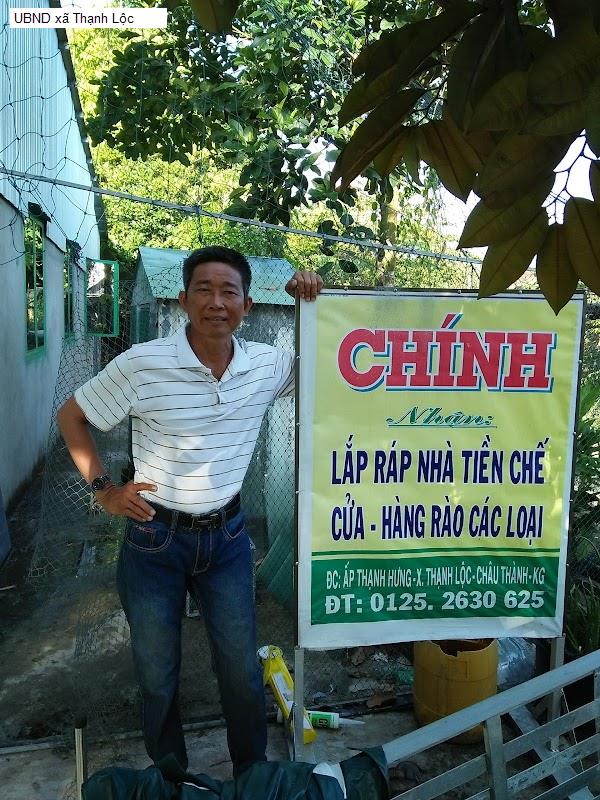 UBND xã Thạnh Lộc
CHÍNH
Nhận:
LẮP RÁP NHÀ TIỀN CHẾ
CỬA - HÀNG RÀO CÁC LOẠI
ĐC: ẤP THẠNH HƯNG - X. THẠNH LỘC - CHÂU THÀNH - KG
ĐT: 0125. 2630 625